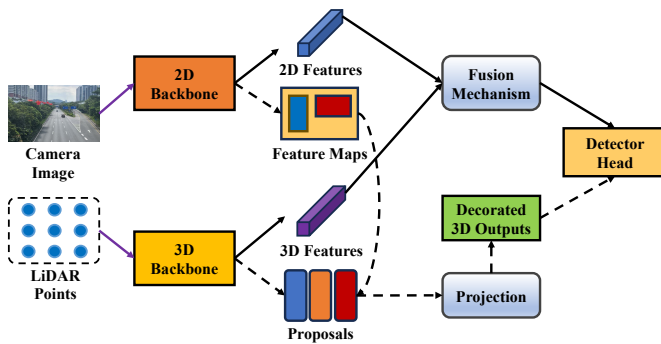 2D
Backbone
2D Features
Fusion
Mechanism
Camera
Image
Feature Maps
Detector
Head
LiDAR
Points
3D
Backbone
3D Features
Decorated
3D Outputs
Proposals
Projection